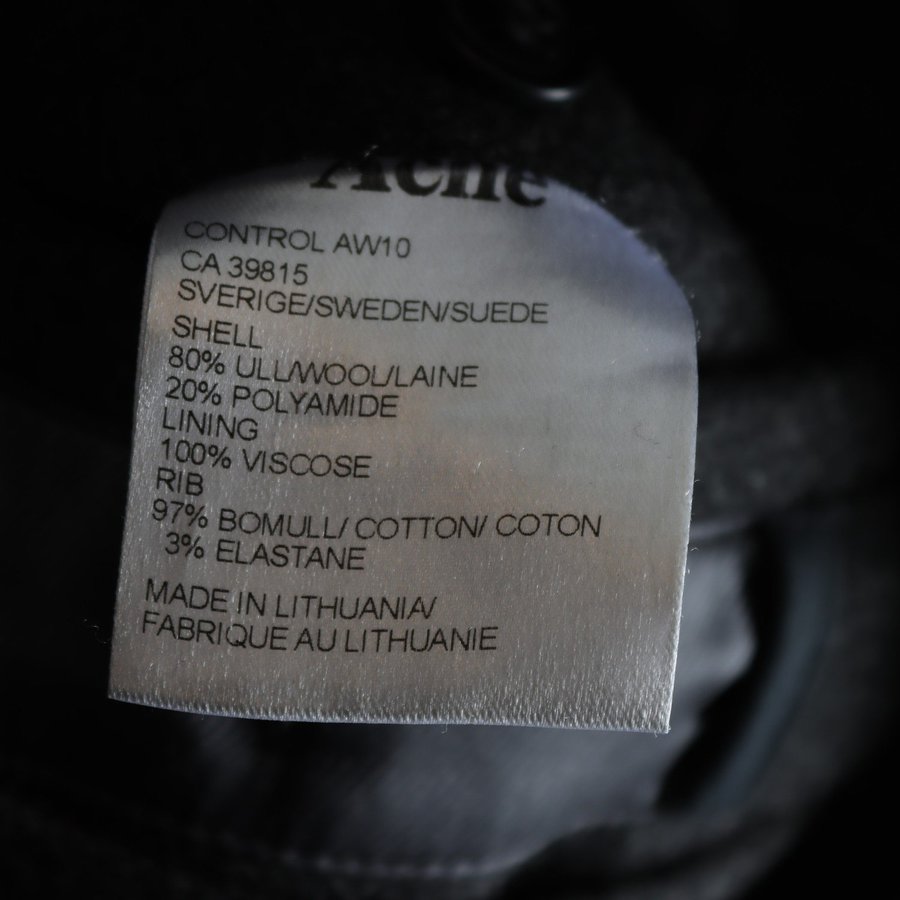 Acne
CONTROL AW10
CA 39815
SVERIGE/SWEDEN/SUEDE
SHELL
80% ULL/WOOL/LAINE
20% POLYAMIDE
LINING
100% VISCOSE
RIB
97% BOMULL/ COTTON/ COTON
3% ELASTANE
MADE IN LITHUANIA/
FABRIQUE AU LITHUANIE